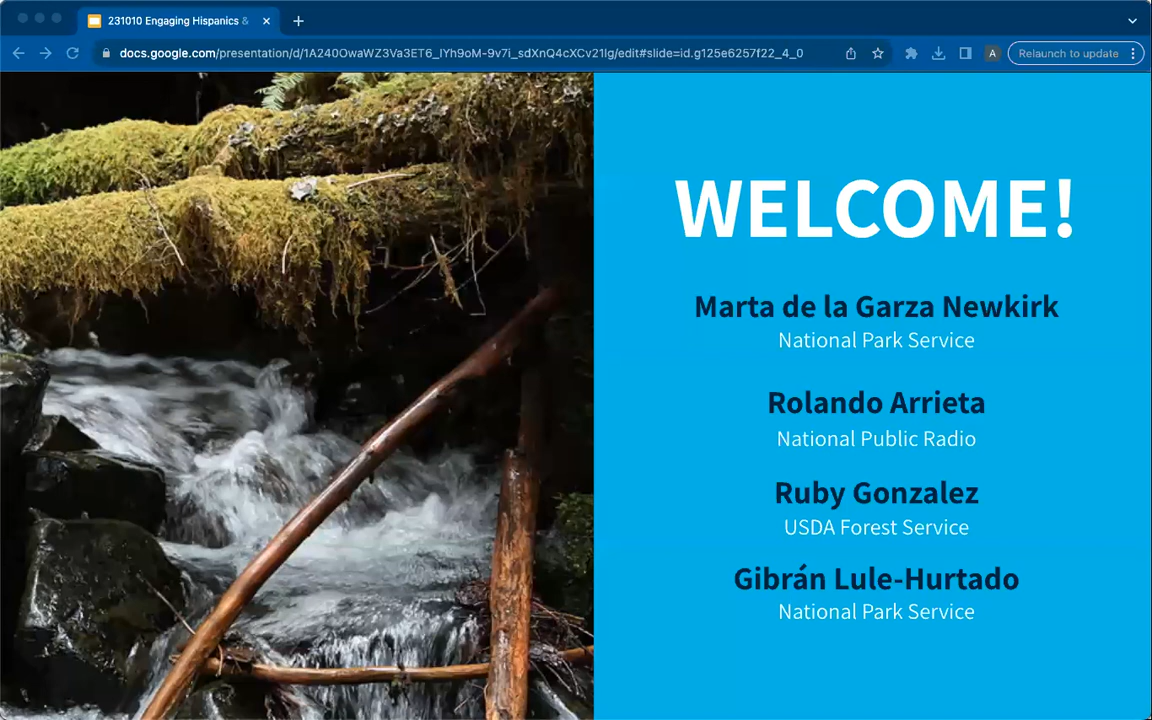 231010 Engaging Hispanics &
docs.google.com/presentation/d/1A240OwaWZ3Va3ET6_lYh9oM-9v7i_sdXnQ4cXCv21lg/edit#slide=id.g125e6257f22_4_0
A
Relaunch to update
WELCOME!
Marta de la Garza Newkirk
National Park Service
Rolando Arrieta
National Public Radio
Ruby Gonzalez
USDA Forest Service
Gibrán Lule-Hurtado
National Park Service